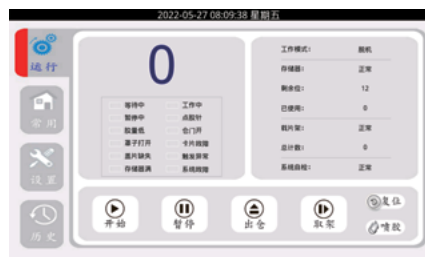 2022-05-27 08:09:38 星期五
运行
常用
设置
历史
0
等待中 工作中
暂停中 点胶针
胶量低 仓门开
罩子打开 卡片故障
盖片缺失 触发异常
存储器满 系统故障
工作模式: 脱机
存储器: 正常
剩余位: 12
已使用: 0
载片架: 正常
总计数: 0
系统自检: 正常
开始
暂停
出仓
取架
复位
喷胶